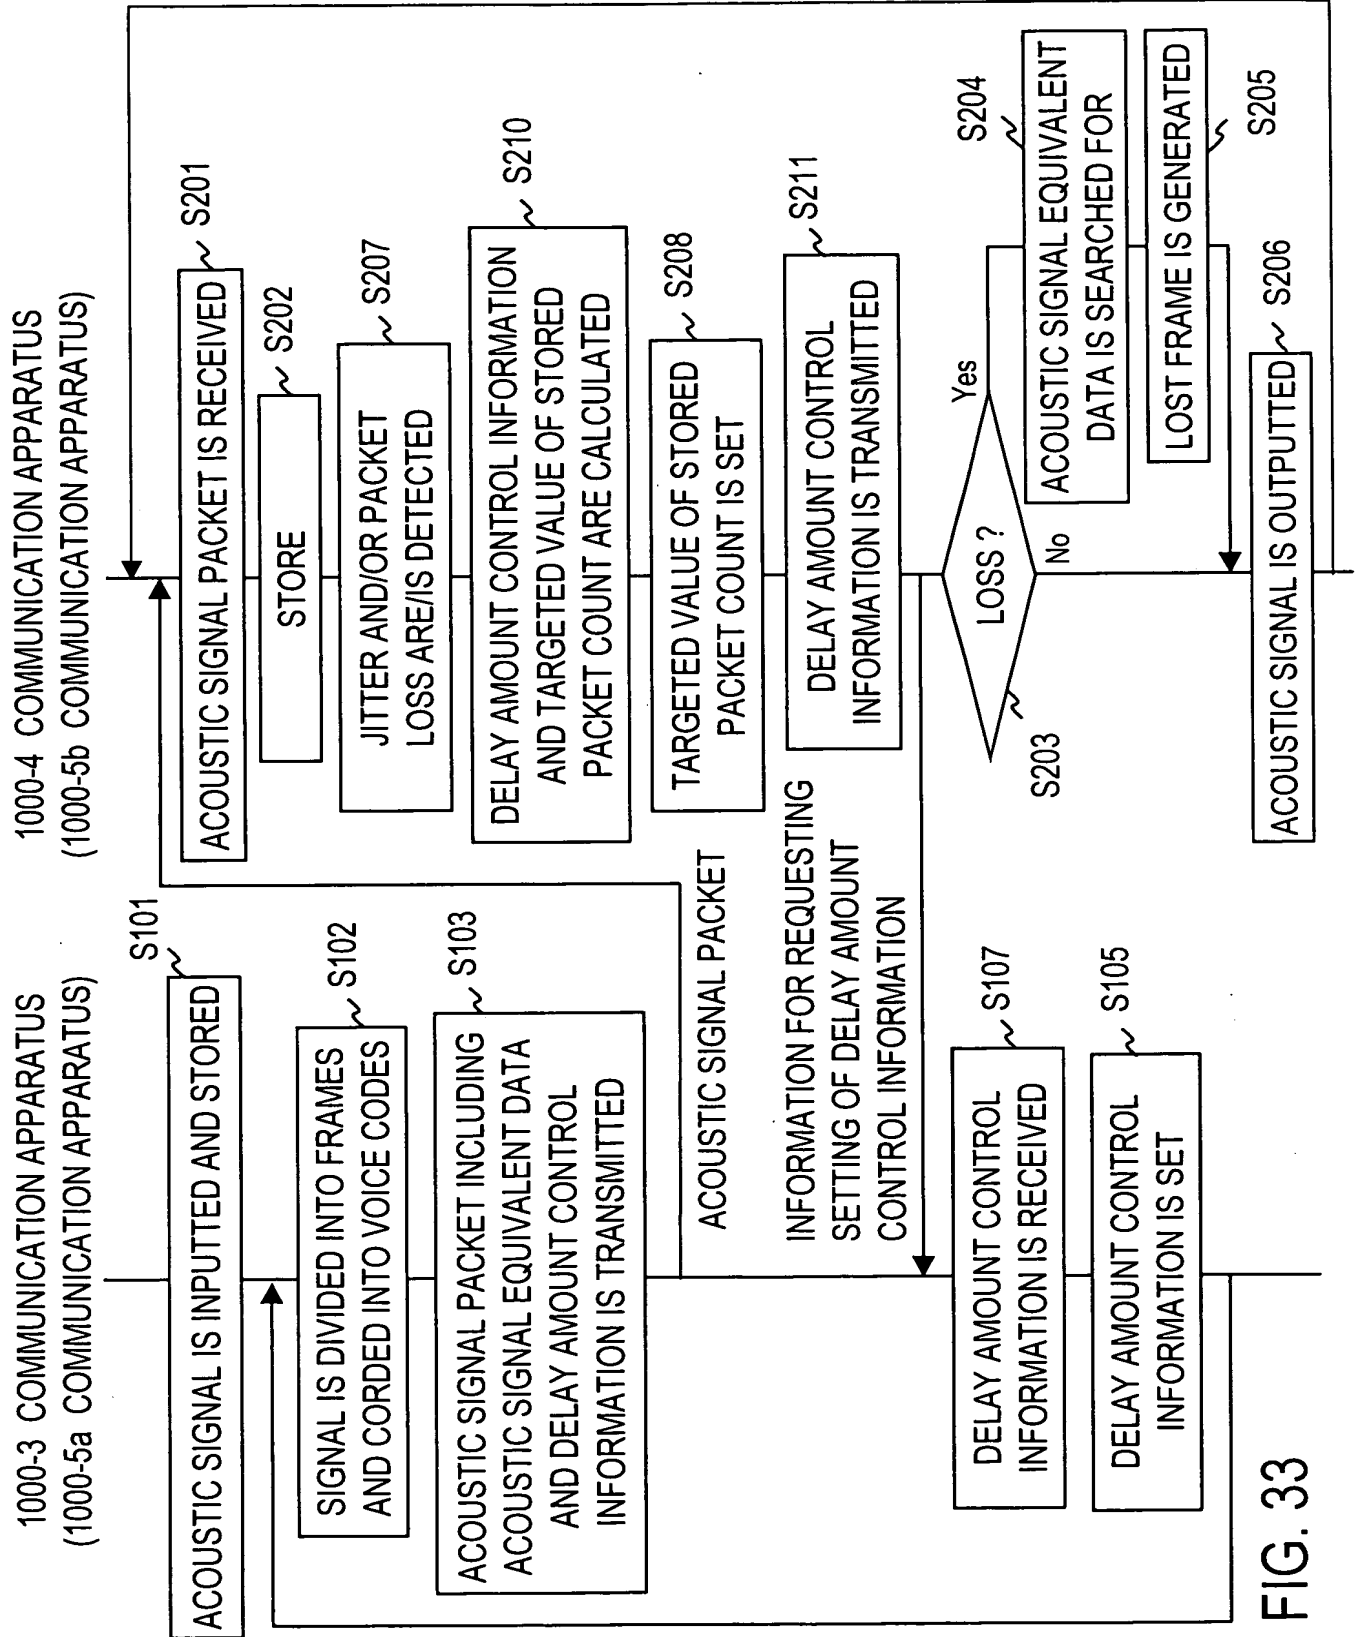 1000-3 COMMUNICATION APPARATUS
(1000-5a COMMUNICATION APPARATUS)
S101
ACOUSTIC SIGNAL IS INPUTTED AND STORED
S102
SIGNAL IS DIVIDED INTO FRAMES
AND CORDED INTO VOICE CODES
S103
ACOUSTIC SIGNAL PACKET INCLUDING
ACOUSTIC SIGNAL EQUIVALENT DATA
AND DELAY AMOUNT CONTROL
INFORMATION IS TRANSMITTED
ACOUSTIC SIGNAL PACKET
INFORMATION FOR REQUESTING
SETTING OF DELAY AMOUNT
CONTROL INFORMATION
S107
DELAY AMOUNT CONTROL
INFORMATION IS RECEIVED
S105
DELAY AMOUNT CONTROL
INFORMATION IS SET
1000-4 COMMUNICATION APPARATUS
(1000-5b COMMUNICATION APPARATUS)
S201
ACOUSTIC SIGNAL PACKET IS RECEIVED
S202
STORE
S207
JITTER AND/OR PACKET
LOSS ARE/IS DETECTED
S210
DELAY AMOUNT CONTROL INFORMATION
AND TARGETED VALUE OF STORED
PACKET COUNT ARE CALCULATED
S208
TARGETED VALUE OF STORED
PACKET COUNT IS SET
S211
DELAY AMOUNT CONTROL
INFORMATION IS TRANSMITTED
S203
LOSS ?
Yes
No
S204
ACOUSTIC SIGNAL EQUIVALENT
DATA IS SEARCHED FOR
LOST FRAME IS GENERATED
S205
S206
ACOUSTIC SIGNAL IS OUTPUTTED
FIG. 33